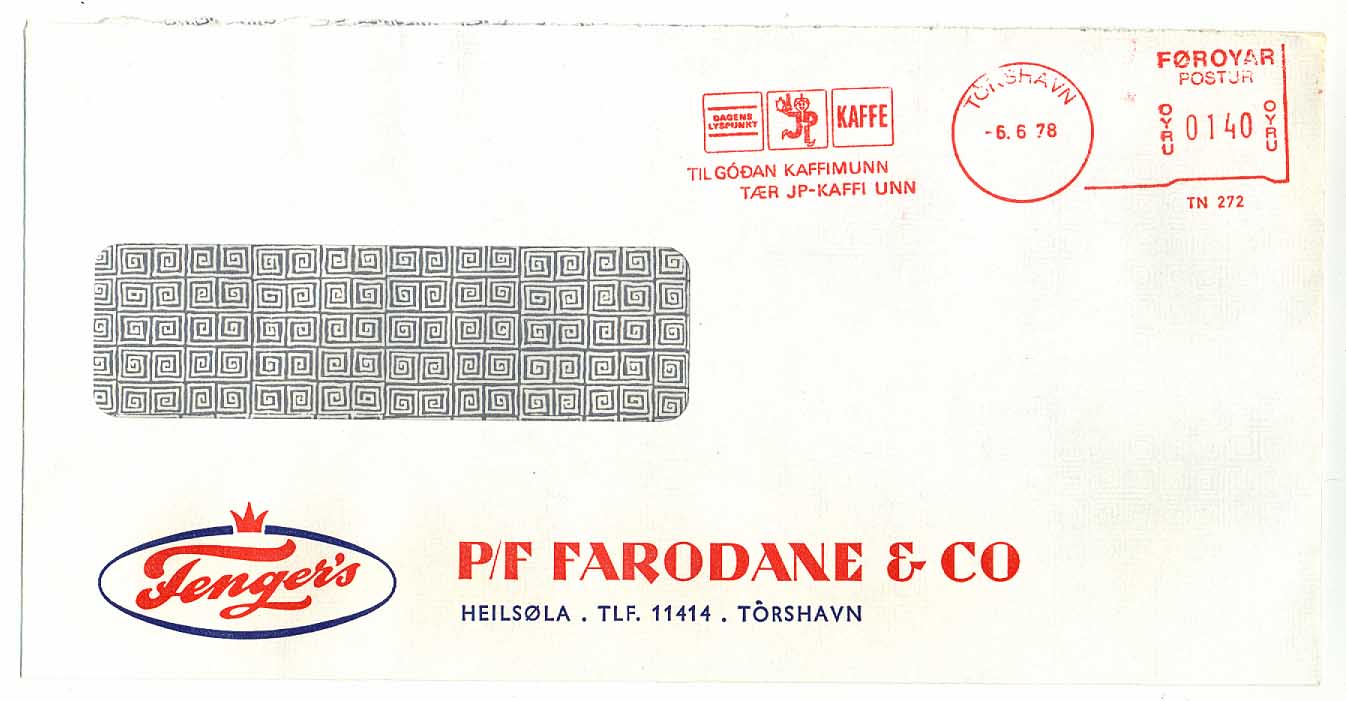 DAGENS
LYSPUNKT
JP
KAFFE
TIL GÓÐAN KAFFIMUNN
TÆR JP-KAFFI UNN
TÓRSHAVN
-6. 6 78
FØROYAR
POSTUR
OYRU 0140 OYRU
TN 272
Tenger's
P/F FARODANE & CO
HEILSØLA . TLF. 11414 . TÓRSHAVN